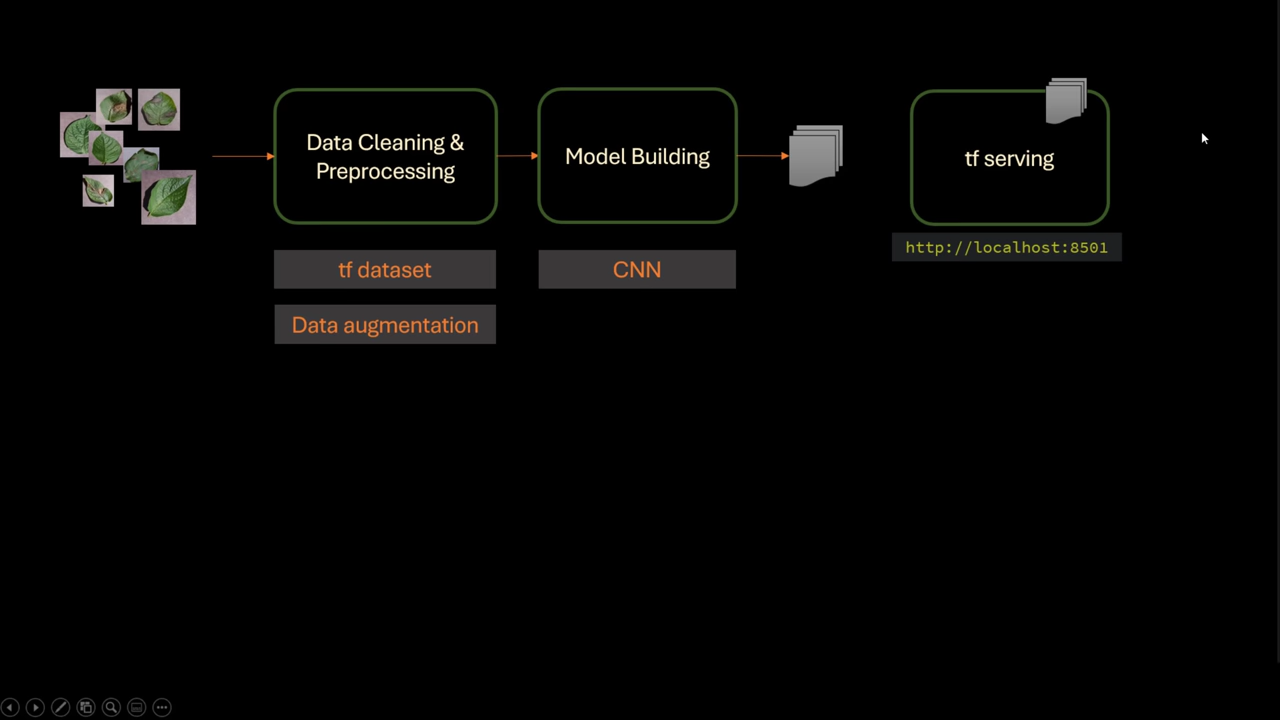 Data Cleaning &
Preprocessing
Model Building
tf serving
http://localhost:8501
tf dataset
CNN
Data augmentation